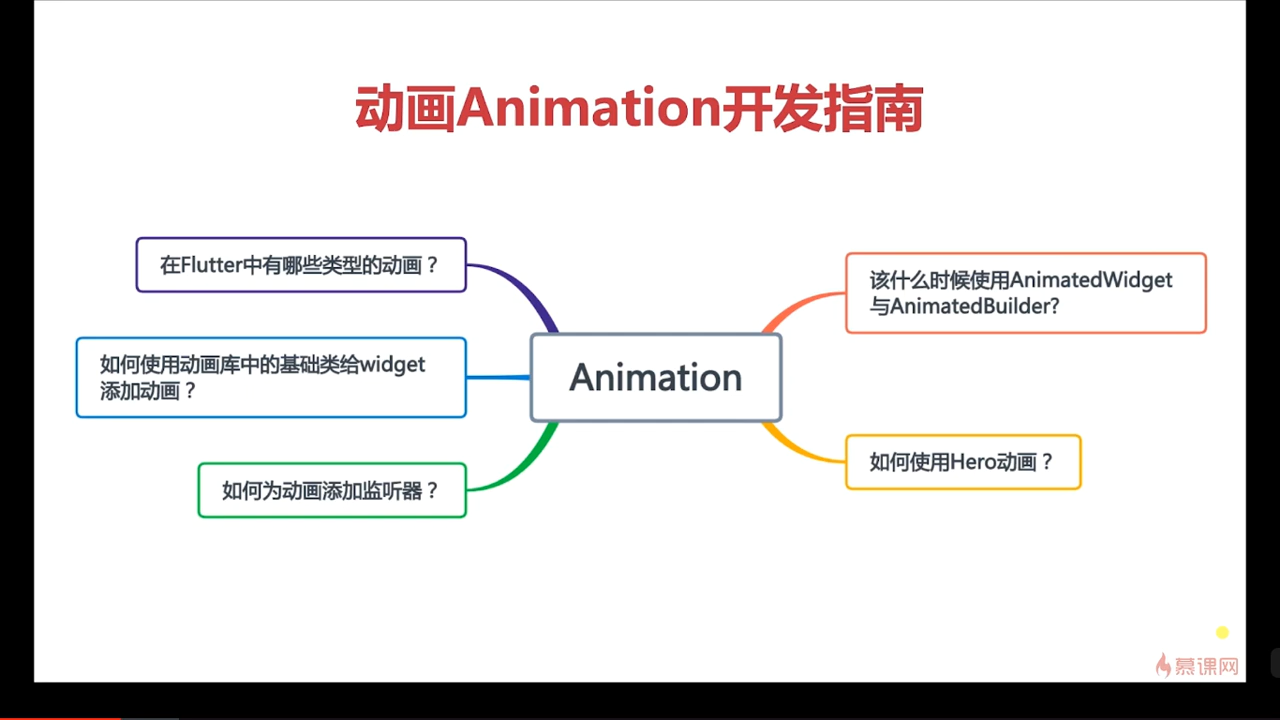 动画Animation开发指南
在Flutter中有哪些类型的动画？
如何使用动画库中的基础类给widget
添加动画？
如何为动画添加监听器？
Animation
该什么时候使用AnimatedWidget
与AnimatedBuilder?
如何使用Hero动画？
慕课网